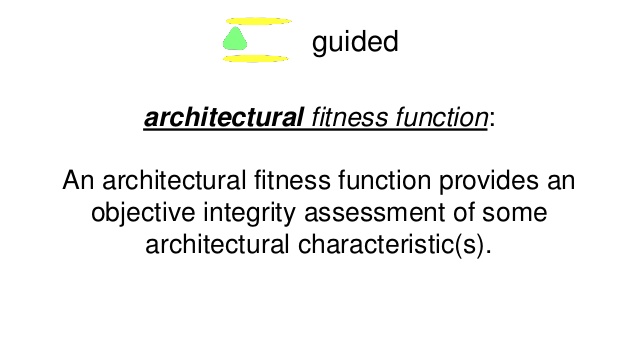 guided
architectural fitness function:
An architectural fitness function provides an
objective integrity assessment of some
architectural characteristic(s).